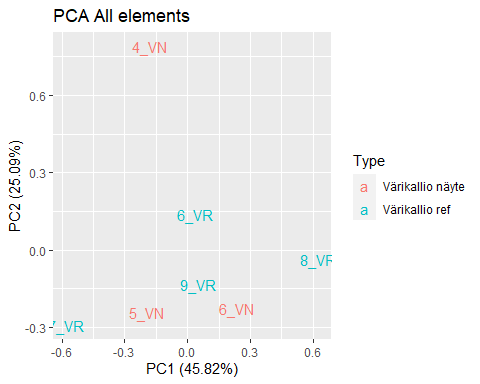 PCA All elements
4_VN
0.6
0.3
6_VR
0.0
8_VR
9_VR
5_VN
6_VN
7_VR
-0.3
-0.6
-0.3
0.0
0.3
0.6
PC1 (45.82%)
PC2 (25.09%)
Type
a Värikallio näyte
a Värikallio ref